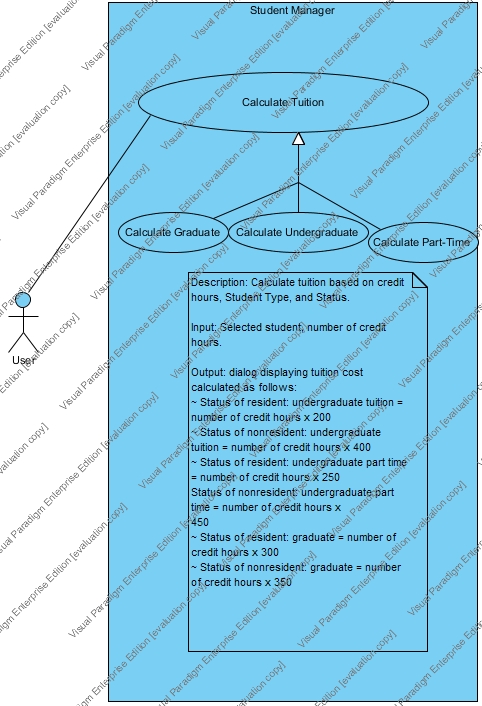 Student Manager
Calculate Tuition
Calculate Graduate
Calculate Undergraduate
Calculate Part-Time
User
Description: Calculate tuition based on credit
hours, Student Type, and Status.
Input: Selected student, number of credit
hours.
Output: dialog displaying tuition cost
calculated as follows:
~ Status of resident: undergraduate tuition =
number of credit hours x 200
~ Status of nonresident: undergraduate
tuition = number of credit hours x 400
~ Status of resident: undergraduate part time
= number of credit hours x 250
Status of nonresident: undergraduate part
time = number of credit hours x
450
~ Status of resident: graduate = number of
credit hours x 300
~ Status of nonresident: graduate = number
of credit hours x 350
Visual Paradigm Enterprise Edition [evaluation copy]